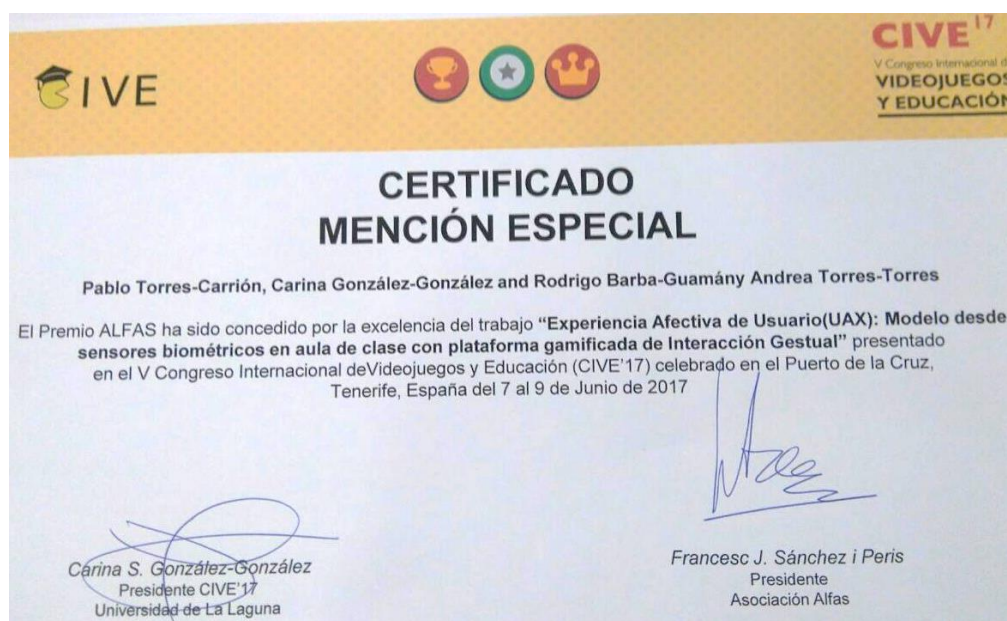 CIVE
CIVE'17
V Congreso Internacional d
VIDEOJUEGOS
Y EDUCACIÓN
CERTIFICADO
MENCIÓN ESPECIAL
Pablo Torres-Carrión, Carina González-González and Rodrigo Barba-Guamány Andrea Torres-Torres
El Premio ALFAS ha sido concedido por la excelencia del trabajo “Experiencia Afectiva de Usuario(UAX): Modelo desde
sensores biométricos en aula de clase con plataforma gamificada de Interacción Gestual” presentado
en el V Congreso Internacional deVideojuegos y Educación (CIVE'17) celebrado en el Puerto de la Cruz,
Tenerife, España del 7 al 9 de Junio de 2017
Carina S. González-González
Presidente CIVE'17
Universidad de La Laguna
Francesc J. Sánchez i Peris
Presidente
Asociación Alfas